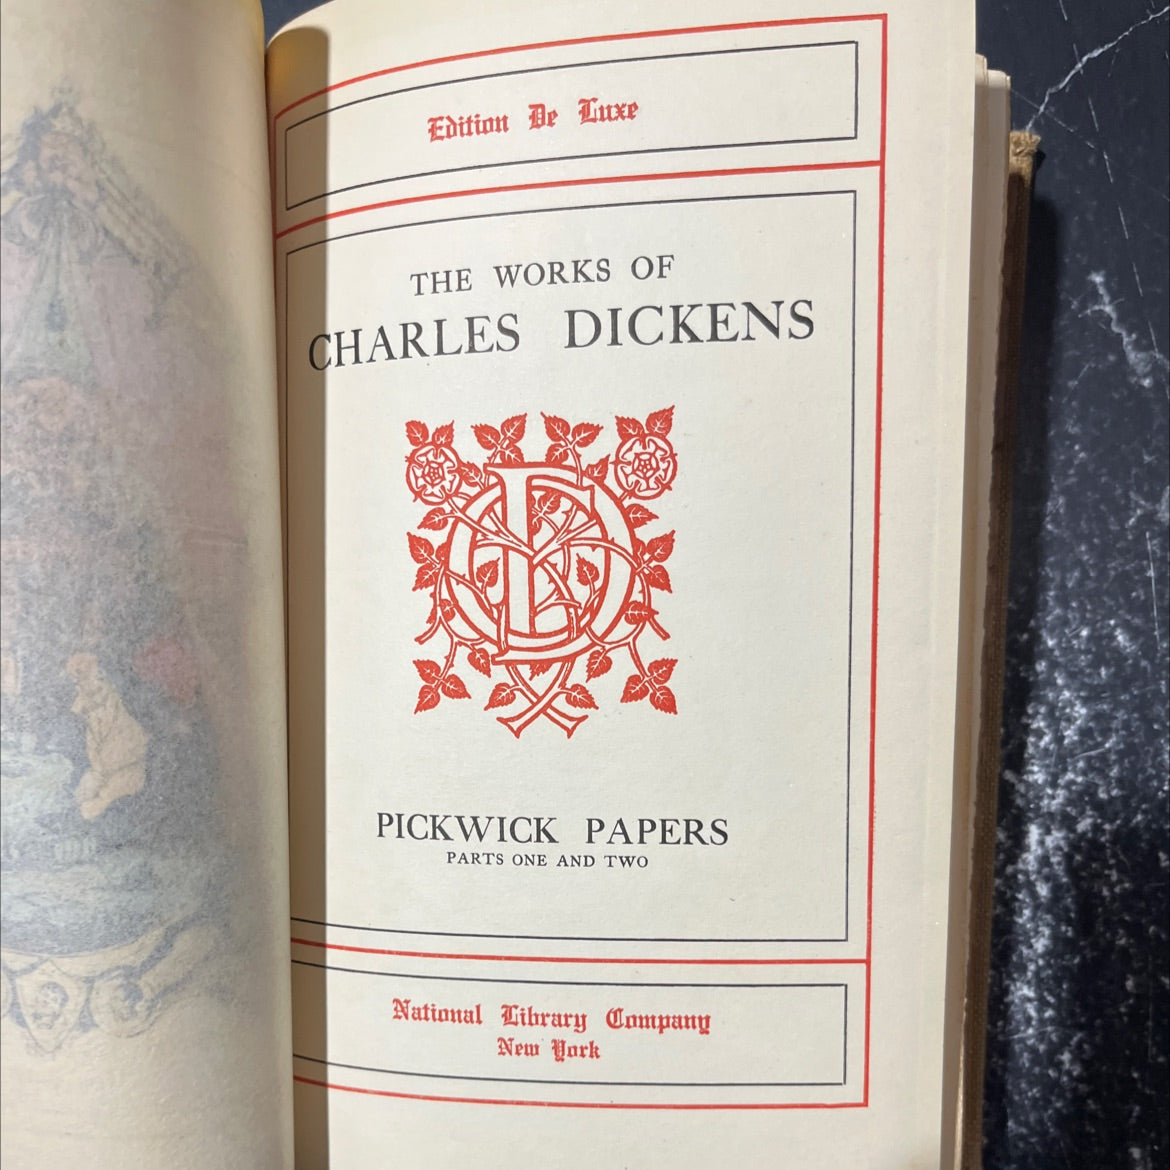 Edition De Luxe
THE WORKS OF
CHARLES DICKENS
CD
PICKWICK PAPERS
PARTS ONE AND TWO
National Library Company
New York